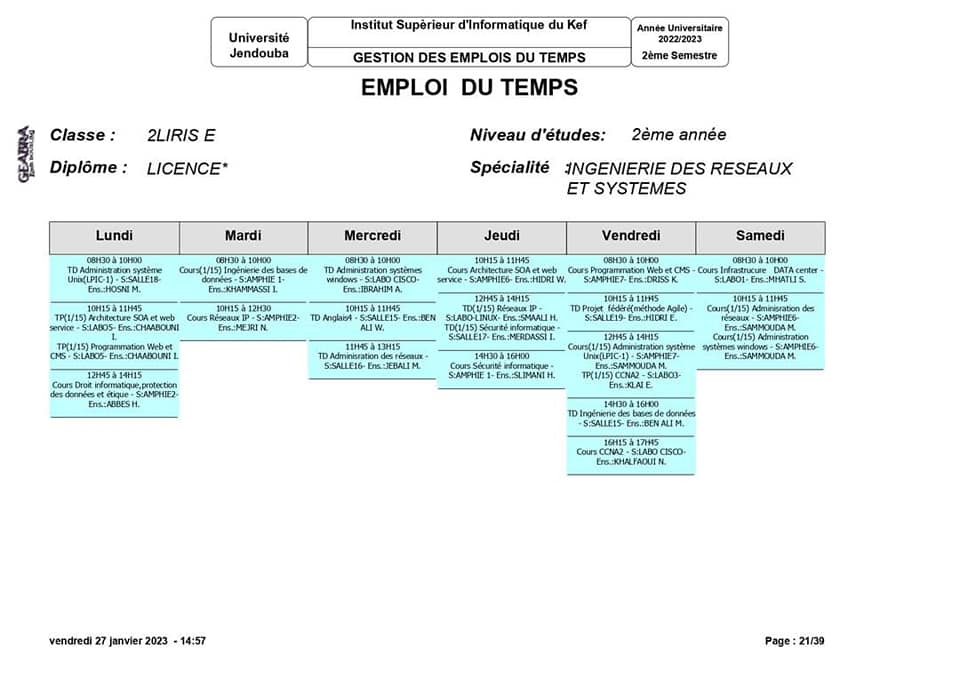 Université
Jendouba
Institut Supèrieur d'Informatique du Kef
GESTION DES EMPLOIS DU TEMPS
Année Universitaire
2022/2023
2ème Semestre
EMPLOI DU TEMPS
GEABRA
Classe : 2LIRIS E
Niveau d'études: 2ème année
Diplôme : LICENCE*
Spécialité :INGENIERIE DES RESEAUX
ET SYSTEMES
Lundi
08H30 à 10H00
TD Administration système
Unix(LPIC-1) - S:SALLE18-
Ens.:HOSNI M.
10H15 à 11H45
TP(1/15) Architecture SOA et web
service - S:LABO5- Ens.:CHAABOUNI
I.
TP(1/15) Programmation Web et
CMS - S:LABO5- Ens.:CHAABOUNI I.
12H45 à 14H15
Cours Droit informatique,protection
des données et étique - S:AMPHIE2-
Ens.:ABBES H.
Mardi
08H30 à 10H00
Cours(1/15) Ingénierie des bases de
données - S:AMPHIE 1-
Ens.:KHAMMASSI I.
10H15 à 12H30
Cours Réseaux IP - S:AMPHIE2-
Ens.:MEJRI N.
Mercredi
08H30 à 10H00
TD Administration systèmes
windows - S:LABO CISCO-
Ens.:IBRAHIM A.
10H15 à 11H45
TD Anglais4 - S:SALLE15- Ens.:BEN
ALI W.
11H45 à 13H15
TD Adminisration des réseaux -
S:SALLE16- Ens.:JEBALI M.
Jeudi
10H15 à 11H45
Cours Architecture SOA et web
service - S:AMPHIE6- Ens.:HIDRI W.
12H45 à 14H15
TD(1/15) Réseaux IP -
S:LABO-LINUX- Ens.:SMAALI H.
TD(1/15) Sécurité informatique -
S:SALLE17- Ens.:MERDASSI I.
14H30 à 16H00
Cours Sécurité informatique -
S:AMPHIE 1- Ens.:SLIMANI H.
Vendredi
08H30 à 10H00
Cours Programmation Web et CMS -
S:AMPHIE7- Ens.:DRISS K.
10H15 à 11H45
TD Projet fédéré(méthode Agile) -
S:SALLE19- Ens.:HIDRI E.
12H45 à 14H15
Cours(1/15) Administration système
Unix(LPIC-1) - S:AMPHIE7-
Ens.:SAMMOUDA M.
TP(1/15) CCNA2 - S:LABO3-
Ens.:KLAI E.
14H30 à 16H00
TD Ingénierie des bases de données
- S:SALLE15- Ens.:BEN ALI M.
16H15 à 17H45
Cours CCNA2 - S:LABO CISCO-
Ens.:KHALFAOUI N.
Samedi
08H30 à 10H00
Cours Infrastrucure DATA center -
S:LABO1- Ens.:MHATLI S.
10H15 à 11H45
Cours(1/15) Adminisration des
réseaux - S:AMPHIE6-
Ens.:SAMMOUDA M.
Cours(1/15) Administration
systèmes windows - S:AMPHIE6-
Ens.:SAMMOUDA M.
vendredi 27 janvier 2023 - 14:57
Page : 21/39